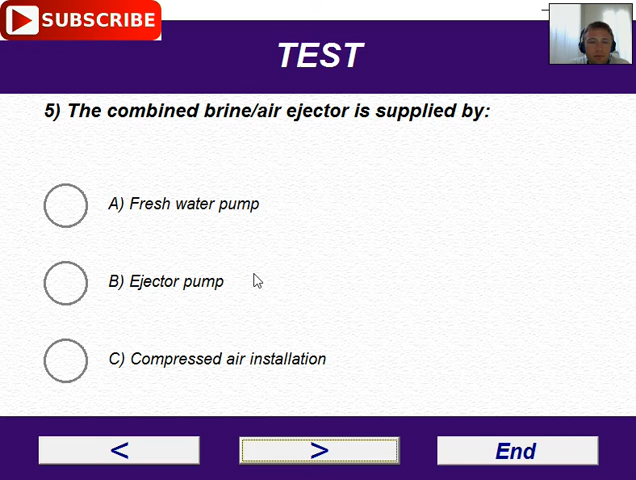 SUBSCRIBE
TEST
5) The combined brine/air ejector is supplied by:
A) Fresh water pump
B) Ejector pump
C) Compressed air installation
< > End